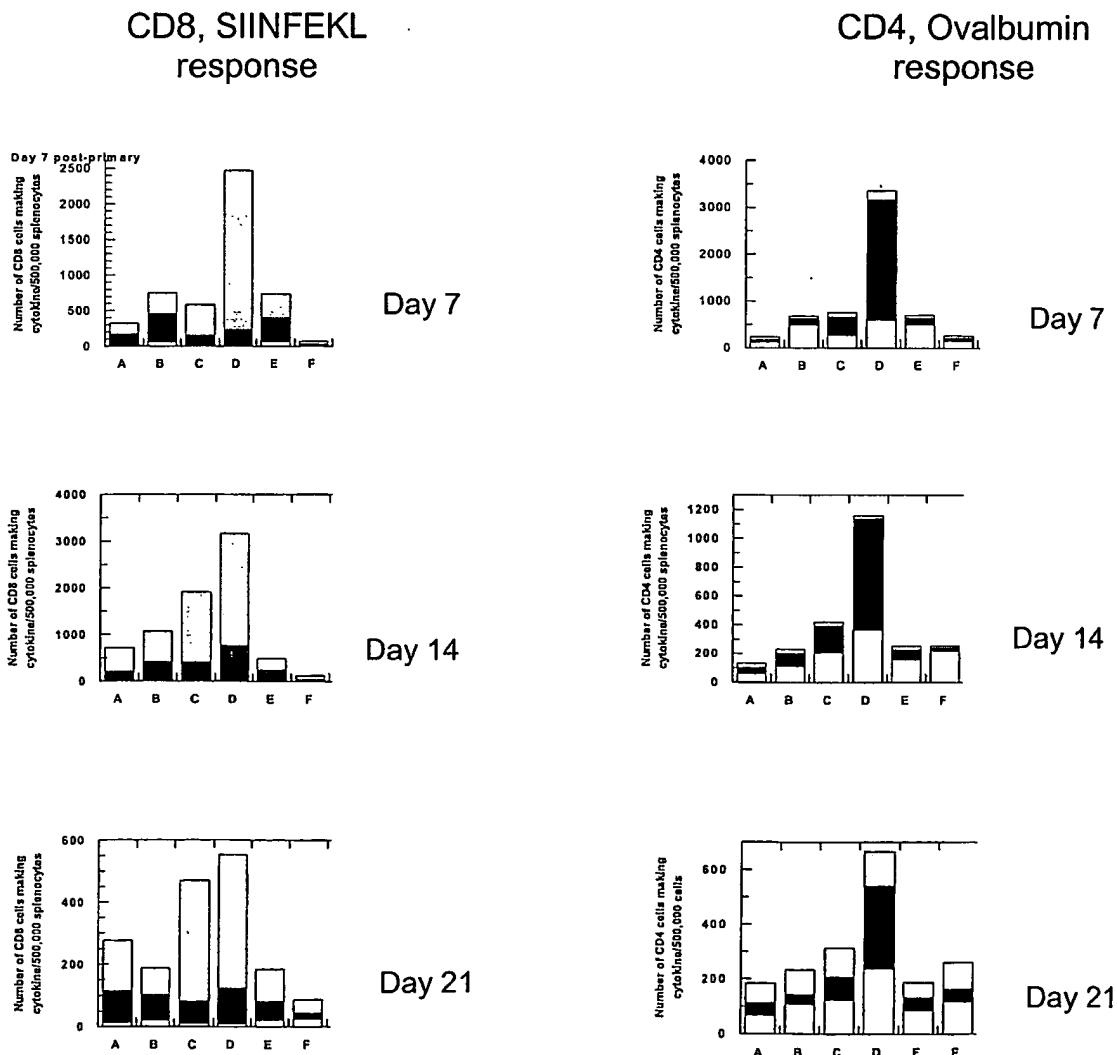 CD8, SIINFEKL
response
CD4, Ovalbumin
response
Day 7 post-primary
Number of CD8 cells making
cytokine/500,000 splenocytes
2500
2000
1500
1000
500
0
A B C D E F
Day 7
Number of CD4 cells making
cytokine/500,000 splenocytes
4000
3000
2000
1000
0
A B C D E F
Day 7
Number of CD8 cells making
cytokine/500,000 splenocytes
4000
3000
2000
1000
0
A B C D E F
Day 14
Number of CD4 cells making
cytokine/500,000 splenocytes
1200
1000
800
600
400
200
0
A B C D E F
Day 14
Number of CD8 cells making
cytokine/500,000 splenocytes
600
400
200
0
A B C D E F
Day 21
Number of CD4 cells making
cytokine/500,000 cells
600
400
200
0
A B C D E F
Day 21